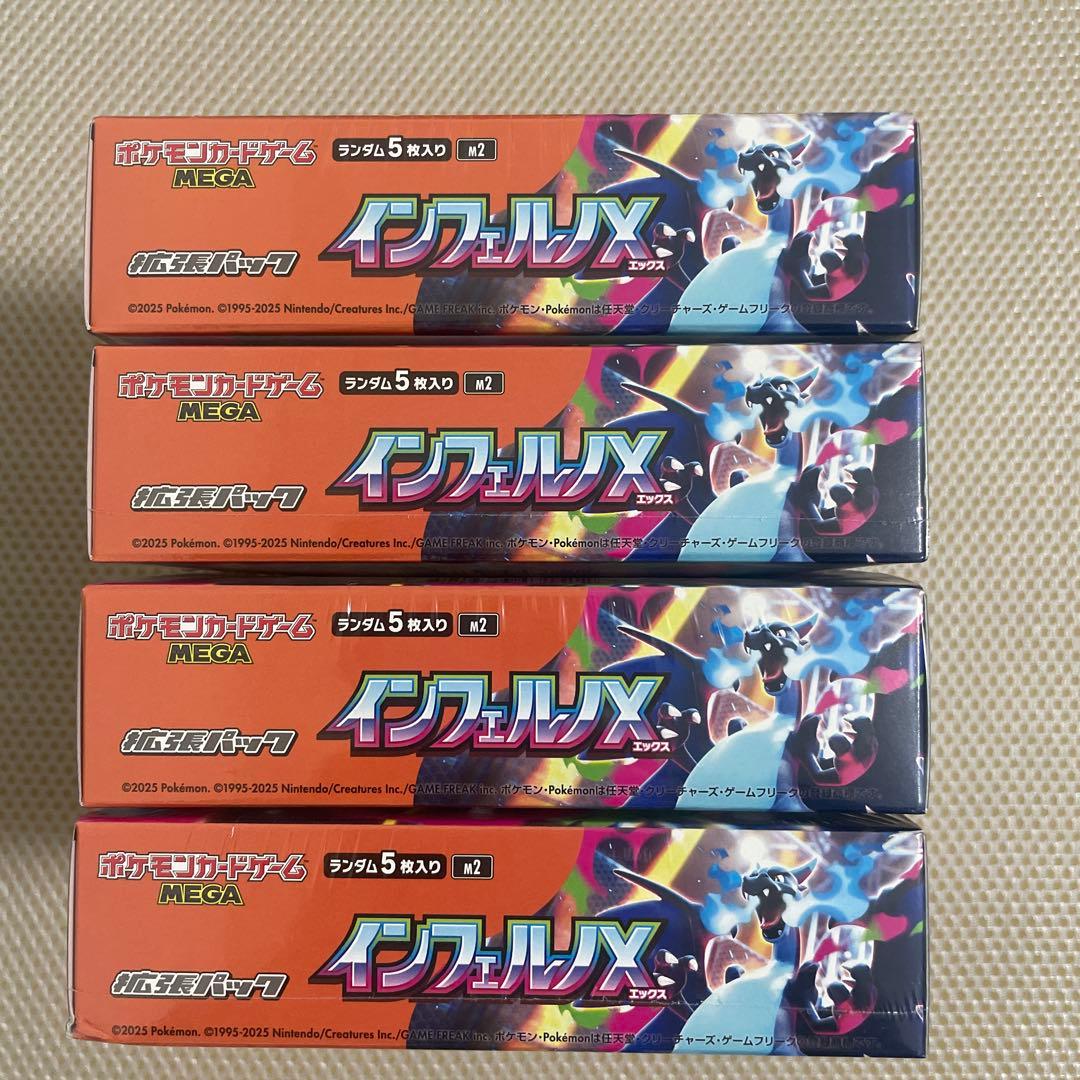 ポケモンカードゲーム ランダム5枚入り M2
MEGA
インフェルノX
エックス
拡張パック
©2025 Pokémon. ©1995-2025 Nintendo/Creatures Inc./GAME FREAK inc. ポケモン・Pokémonは任天堂・クリーチャーズ・ゲームフリークの登録商標です。
ポケモンカードゲーム ランダム5枚入り M2
MEGA
インフェルノX
エックス
拡張パック
©2025 Pokémon. ©1995-2025 Nintendo/Creatures Inc./GAME FREAK inc. ポケモン・Pokémonは任天堂・クリーチャーズ・ゲームフリークの登録商標です。
ポケモンカードゲーム ランダム5枚入り M2
MEGA
インフェルノX
エックス
拡張パック
©2025 Pokémon. ©1995-2025 Nintendo/Creatures Inc./GAME FREAK inc. ポケモン・Pokémonは任天堂・クリーチャーズ・ゲームフリークの登録商標です。
ポケモンカードゲーム ランダム5枚入り M2
MEGA
インフェルノX
エックス
拡張パック
©2025 Pokémon. ©1995-2025 Nintendo/Creatures Inc./GAME FREAK inc. ポケモン・Pokémonは任天堂・クリーチャーズ・ゲームフリークの登録商標です。